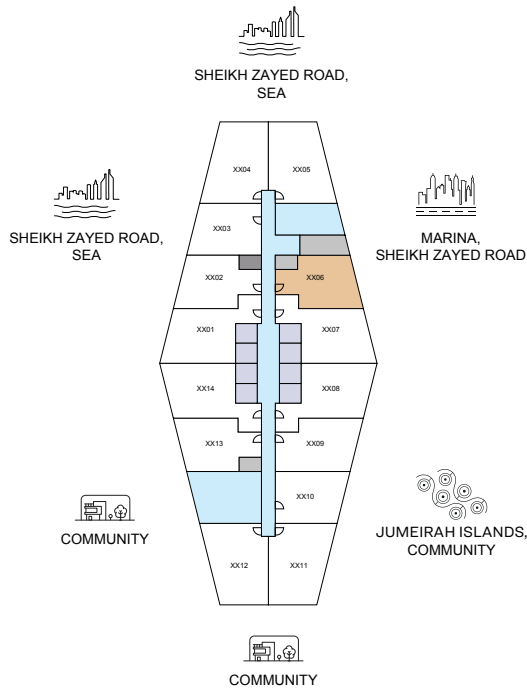 SHEIKH ZAYED ROAD,
SEA
XX04
XX05
SHEIKH ZAYED ROAD,
SEA
XX03
MARINA,
SHEIKH ZAYED ROAD
XX02
XX06
XX01
XX07
XX14
XX08
XX13
XX09
XX10
COMMUNITY
JUMEIRAH ISLANDS,
COMMUNITY
XX12
XX11
COMMUNITY